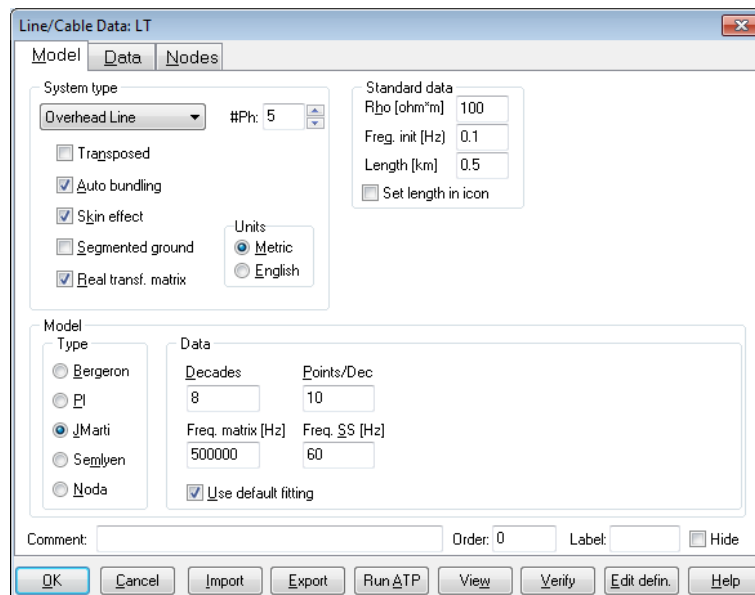 Line/Cable Data: LT
Model Data Nodes
System type
Overhead Line #Ph: 5
Transposed
Auto bundling
Skin effect
Segmented ground
Real transf. matrix
Units
Metric
English
Standard data
Rho [ohm*m] 100
Freq. init [Hz) 0.1
Length [km] 0.5
Set length in icon
Model
Type
Bergeron
PI
JMarti
Semlyen
Noda
Data
Decades Points/Dec
8 10
Freq. matrix [Hz] Freq. SS [Hz]
500000 60
Use default fitting
Comment: Order: 0 Label: Hide
OK Cancel Import Export Run ATP View Verify Edit defin. Help